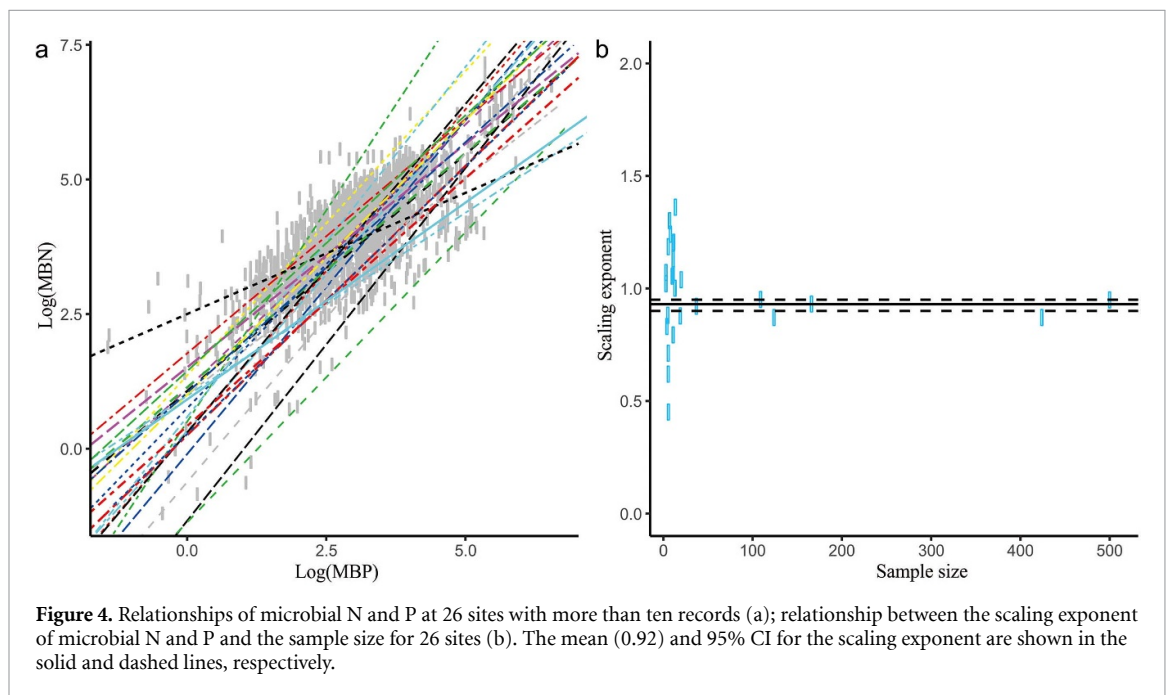 a
7.5
5.0
2.5
0.0
Log(MBN)
0.0 2.5 5.0
Log(MBP)
b
2.0
1.5
1.0
0.5
0.0
Scaling exponent
0 100 200 300 400 500
Sample size
Figure 4. Relationships of microbial N and P at 26 sites with more than ten records (a); relationship between the scaling exponent
of microbial N and P and the sample size for 26 sites (b). The mean (0.92) and 95% CI for the scaling exponent are shown in the
solid and dashed lines, respectively.